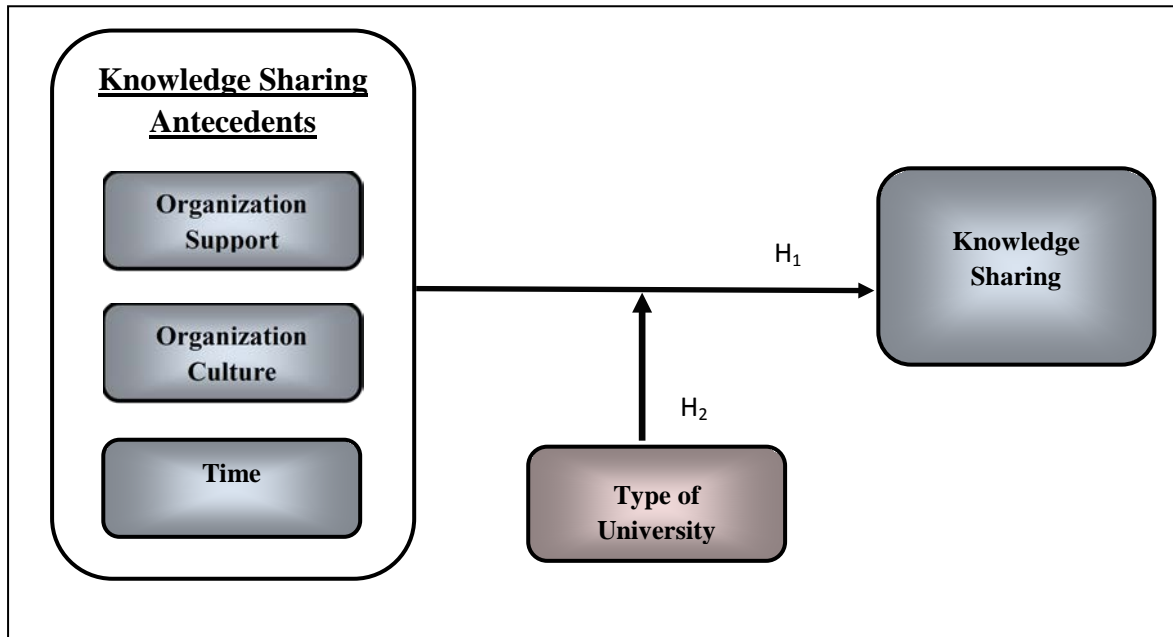 Knowledge Sharing
Antecedents
Organization
Support
Organization
Culture
Time
H₁
Knowledge
Sharing
H₂
Type of
University